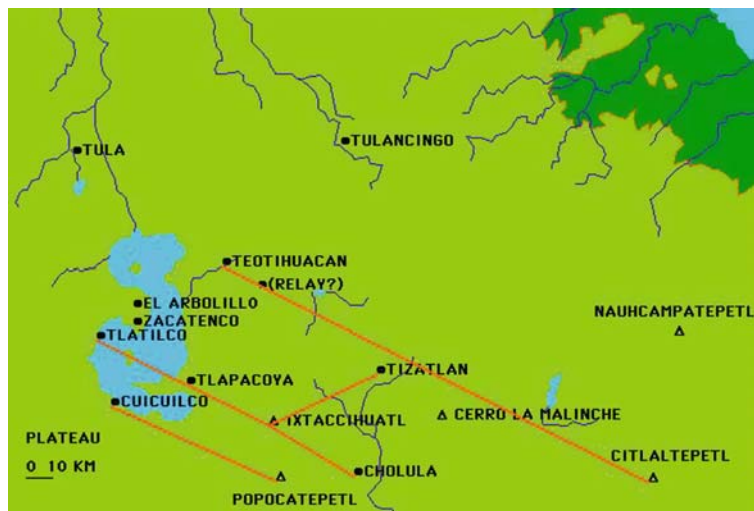 TULA
TULANCINGO
TEOTIHUACAN
(RELAY?)
EL ARBOLILLO
ZACATENCO
NAUHCAMPATEPETL
TLATILCO
TLAPACOYA
TIZATLAN
CUICUILCO
IXTACCIHUATL
CERRO LA MALINCHE
PLATEAU
0 10 KM
CHOLULA
CITLALTEPETL
POPOCATEPETL